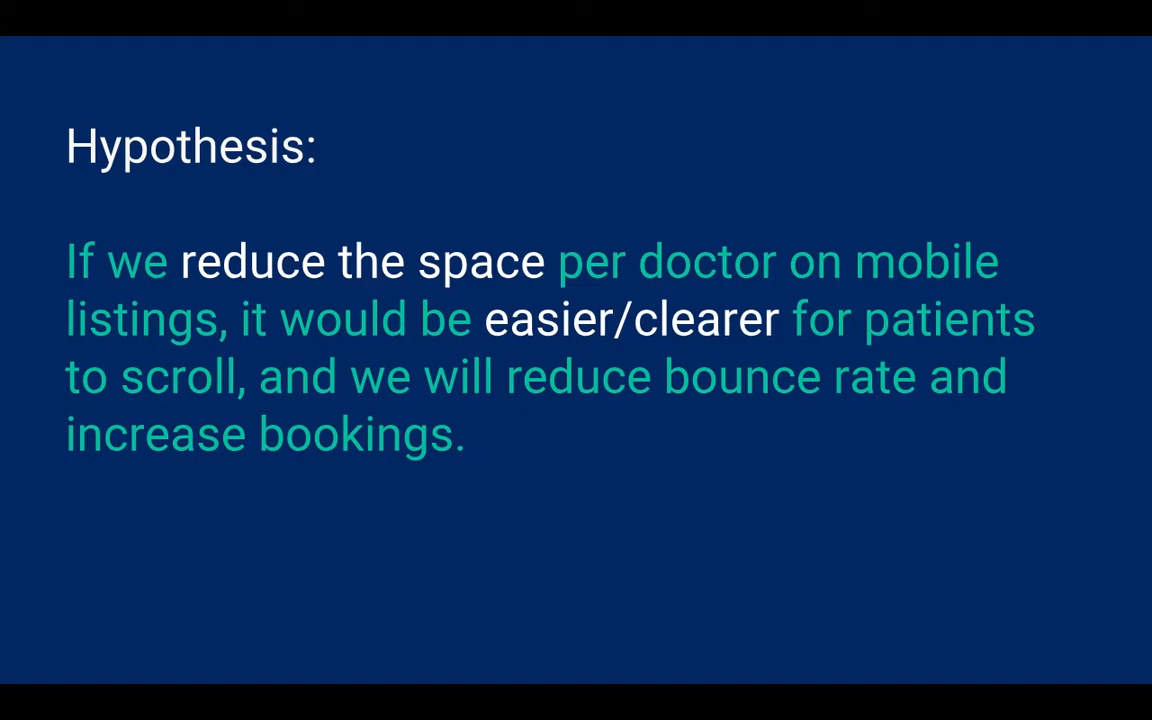 Hypothesis:
If we reduce the space per doctor on mobile
listings, it would be easier/clearer for patients
to scroll, and we will reduce bounce rate and
increase bookings.